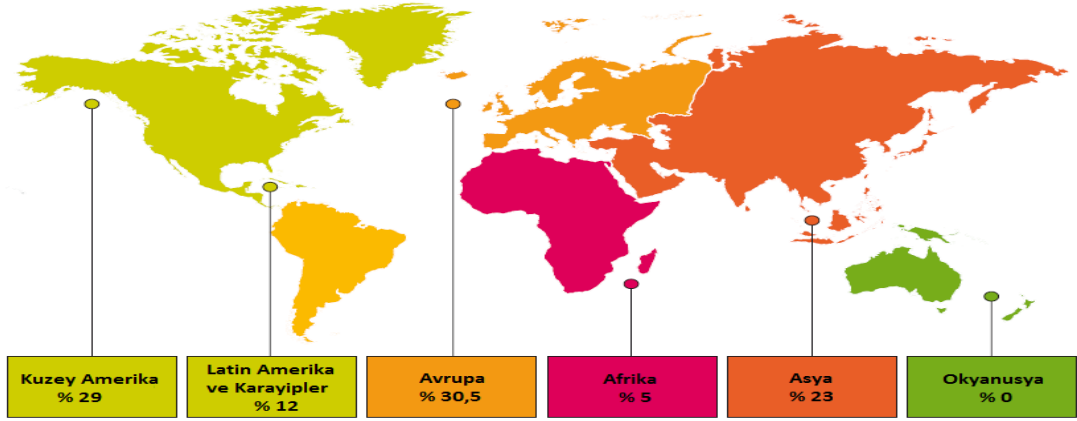 Kuzey Amerika
% 29
Latin Amerika
ve Karayipler
% 12
Avrupa
% 30,5
Afrika
% 5
Asya
% 23
Okyanusya
% 0